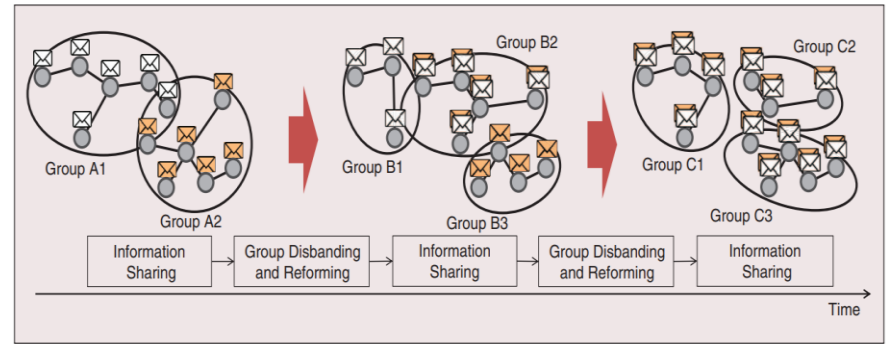 Group A1
Group A2
Group B1
Group B2
Group B3
Group C1
Group C2
Group C3
Information
Sharing
Group Disbanding
and Reforming
Information
Sharing
Group Disbanding
and Reforming
Information
Sharing
Time